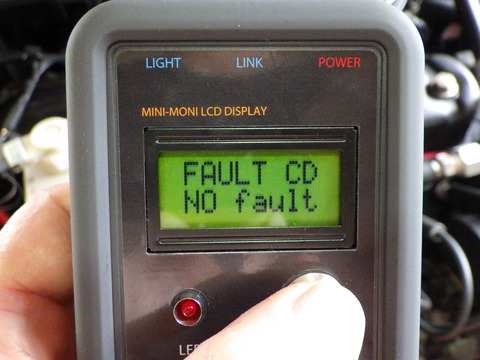 LIGHT LINK POWER
MINI-MONI LCD DISPLAY
FAULT CD
NO fault